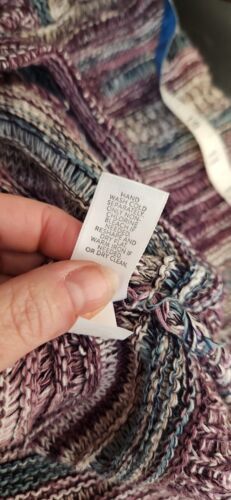 HAND
WASH COLD
SEPARATELY.
ONLY NON-
CHLORINE
BLEACH IF
NEEDED.
RESHAPE AND
DRY FLAT.
WARM IRON IF
NEEDED
OR DRY CLEAN.